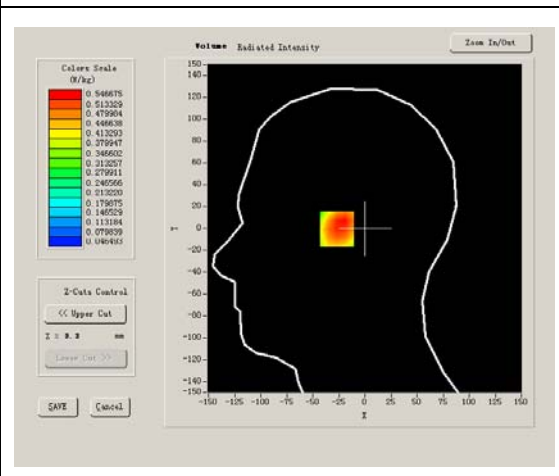 Volume Radiated Intensity
Zoom In/Out
Colors Scale
(W/kg)
0.546675
0.513329
0.479984
0.446638
0.413293
0.379947
0.346602
0.313257
0.279911
0.246566
0.213220
0.179875
0.146529
0.113184
0.079839
0.046493
Z-Cuts Control
<< Upper Cut
mm
Lower Cut >>
SAVE
Cancel
150
140
120
100
80
60
40
20
0
-20
-40
-60
-80
-100
-120
-140
-150
Y
-150 -125 -100 -75 -50 -25 0 25 50 75 100 125 150
X